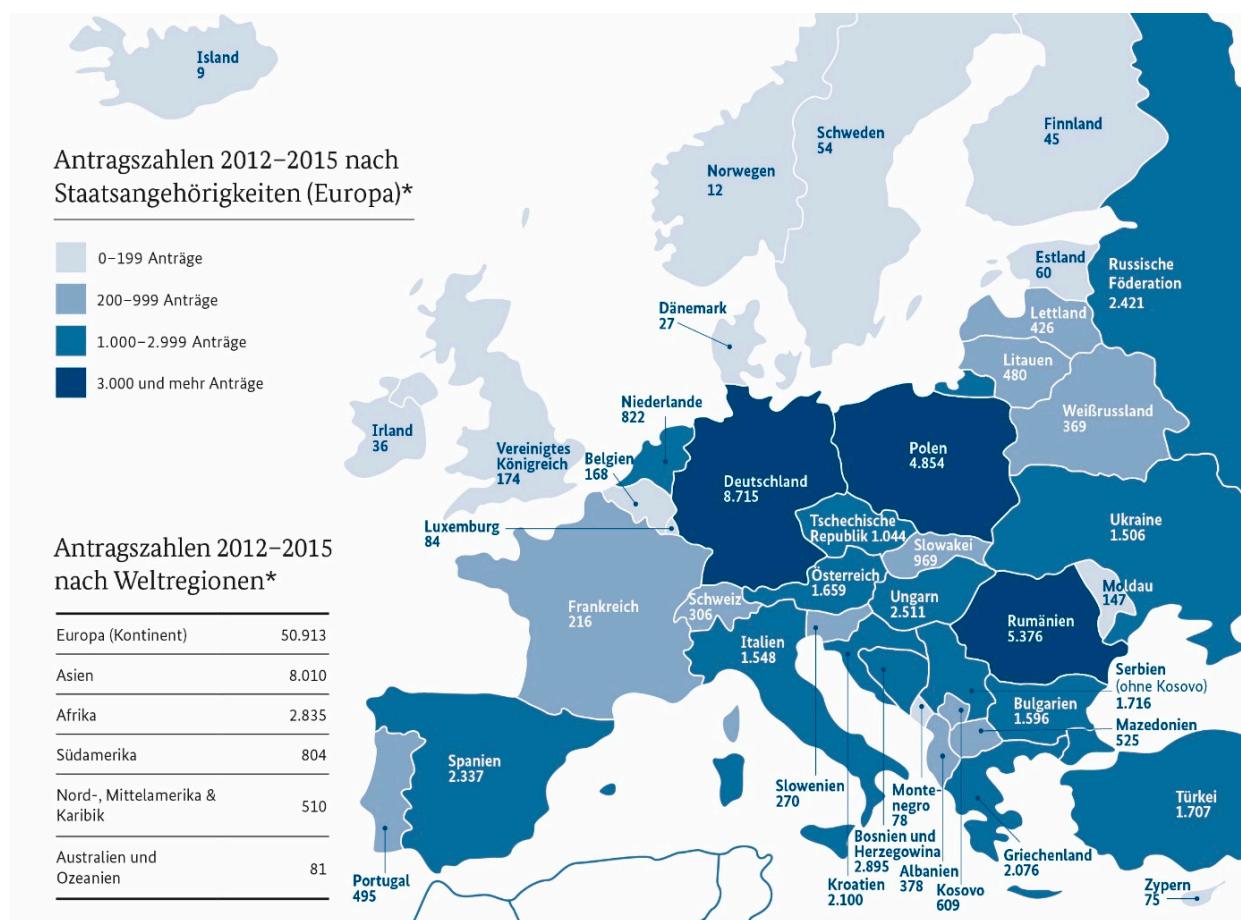 Island
9
Antragszahlen 2012–2015 nach
Staatsangehörigkeiten (Europa)*
0–199 Anträge
200–999 Anträge
1.000–2.999 Anträge
3.000 und mehr Anträge
Norwegen
12
Schweden
54
Finnland
45
Estland
60
Russische
Föderation
2.421
Lettland
426
Litauen
480
Weißrussland
369
Dänemark
27
Irland
36
Vereinigtes
Königreich
174
Niederlande
822
Belgien
168
Luxemburg
84
Deutschland
8.715
Polen
4.854
Tschechische
Republik 1.044
Slowakei
969
Ukraine
1.506
Österreich
1.659
Ungarn
2.511
Moldau
147
Frankreich
216
Schweiz
306
Italien
1.548
Rumänien
5.376
Serbien
(ohne Kosovo)
1.716
Bulgarien
1.596
Mazedonien
525
Spanien
2.337
Portugal
495
Slowenien
270
Kroatien
2.100
Bosnien und
Herzegowina
2.895
Monte-
negro
78
Albanien
378
Kosovo
609
Griechenland
2.076
Türkei
1.707
Zypern
75
Antragszahlen 2012–2015
nach Weltregionen*
Europa (Kontinent) 50.913
Asien 8.010
Afrika 2.835
Südamerika 804
Nord-, Mittelamerika &
Karibik 510
Australien und
Ozeanien 81